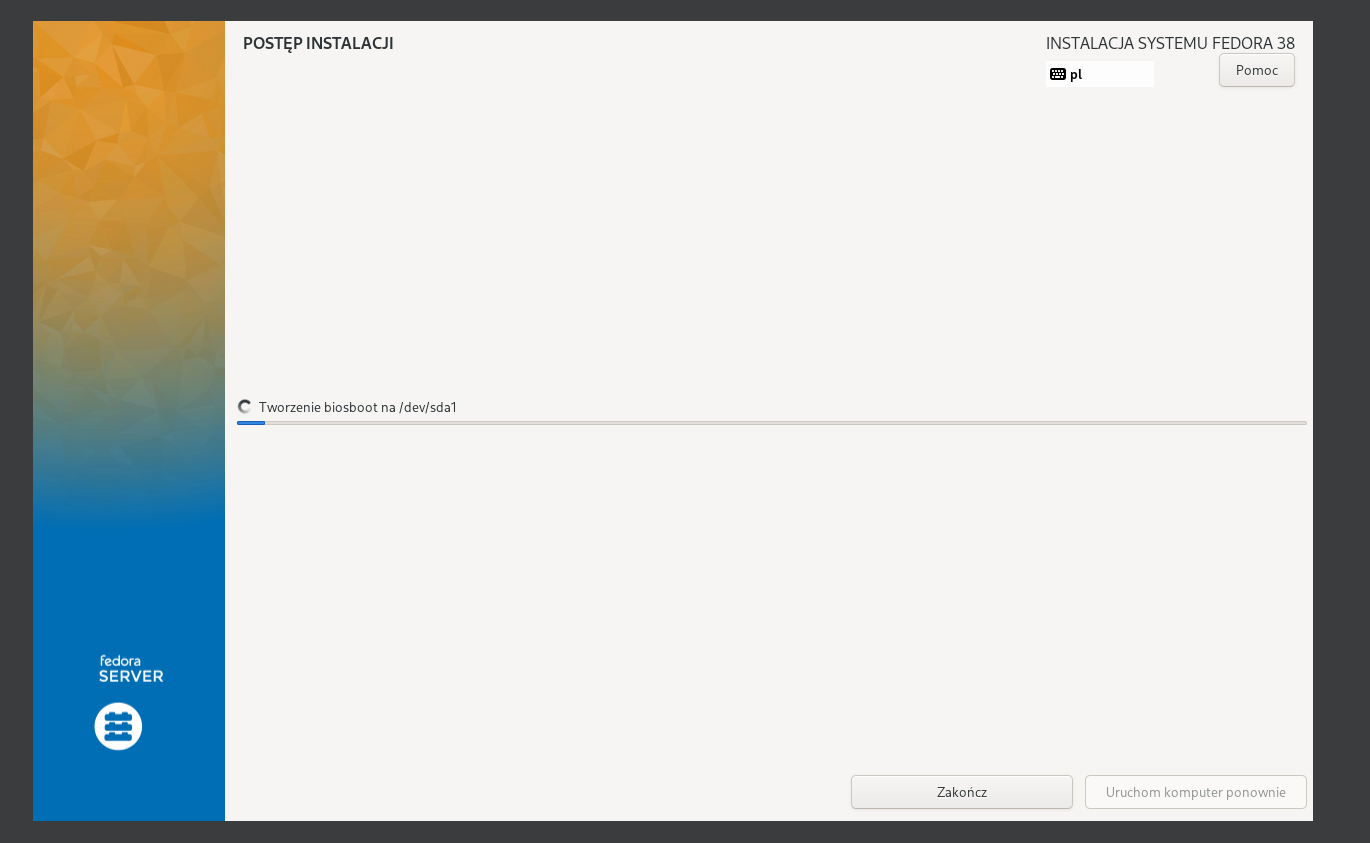 POSTĘP INSTALACJI
INSTALACJA SYSTEMU FEDORA 38
pl
Pomoc
Tworzenie biosboot na /dev/sda1
fedora
SERVER
Zakończ
Uruchom komputer ponownie